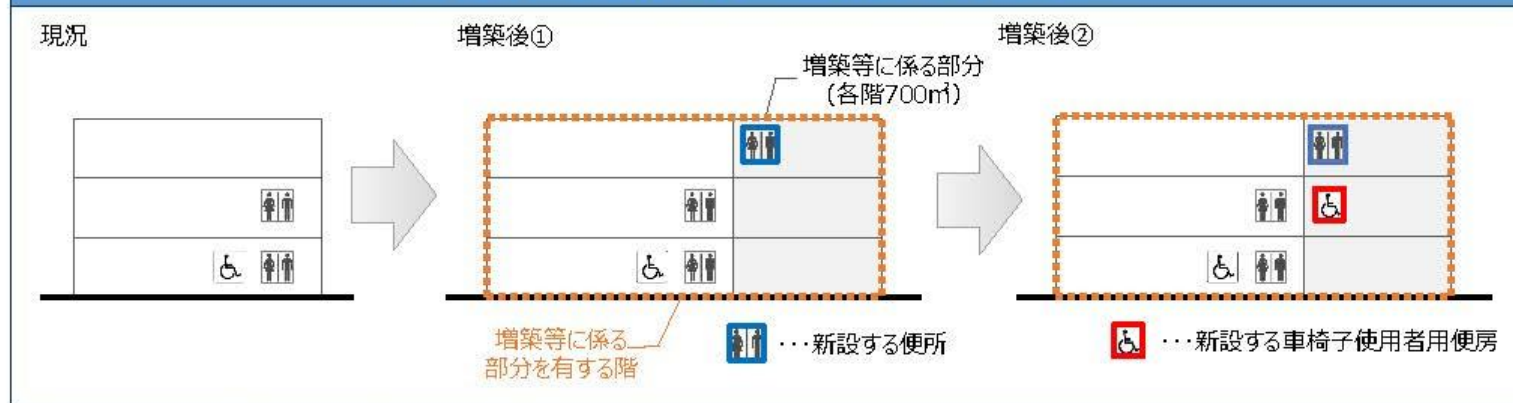 現況
増築後①
増築後②
増築等に係る部分
(各階700㎡)
増築等に係る
部分を有する階
･･･新設する便所
･･･新設する車椅子使用者用便房